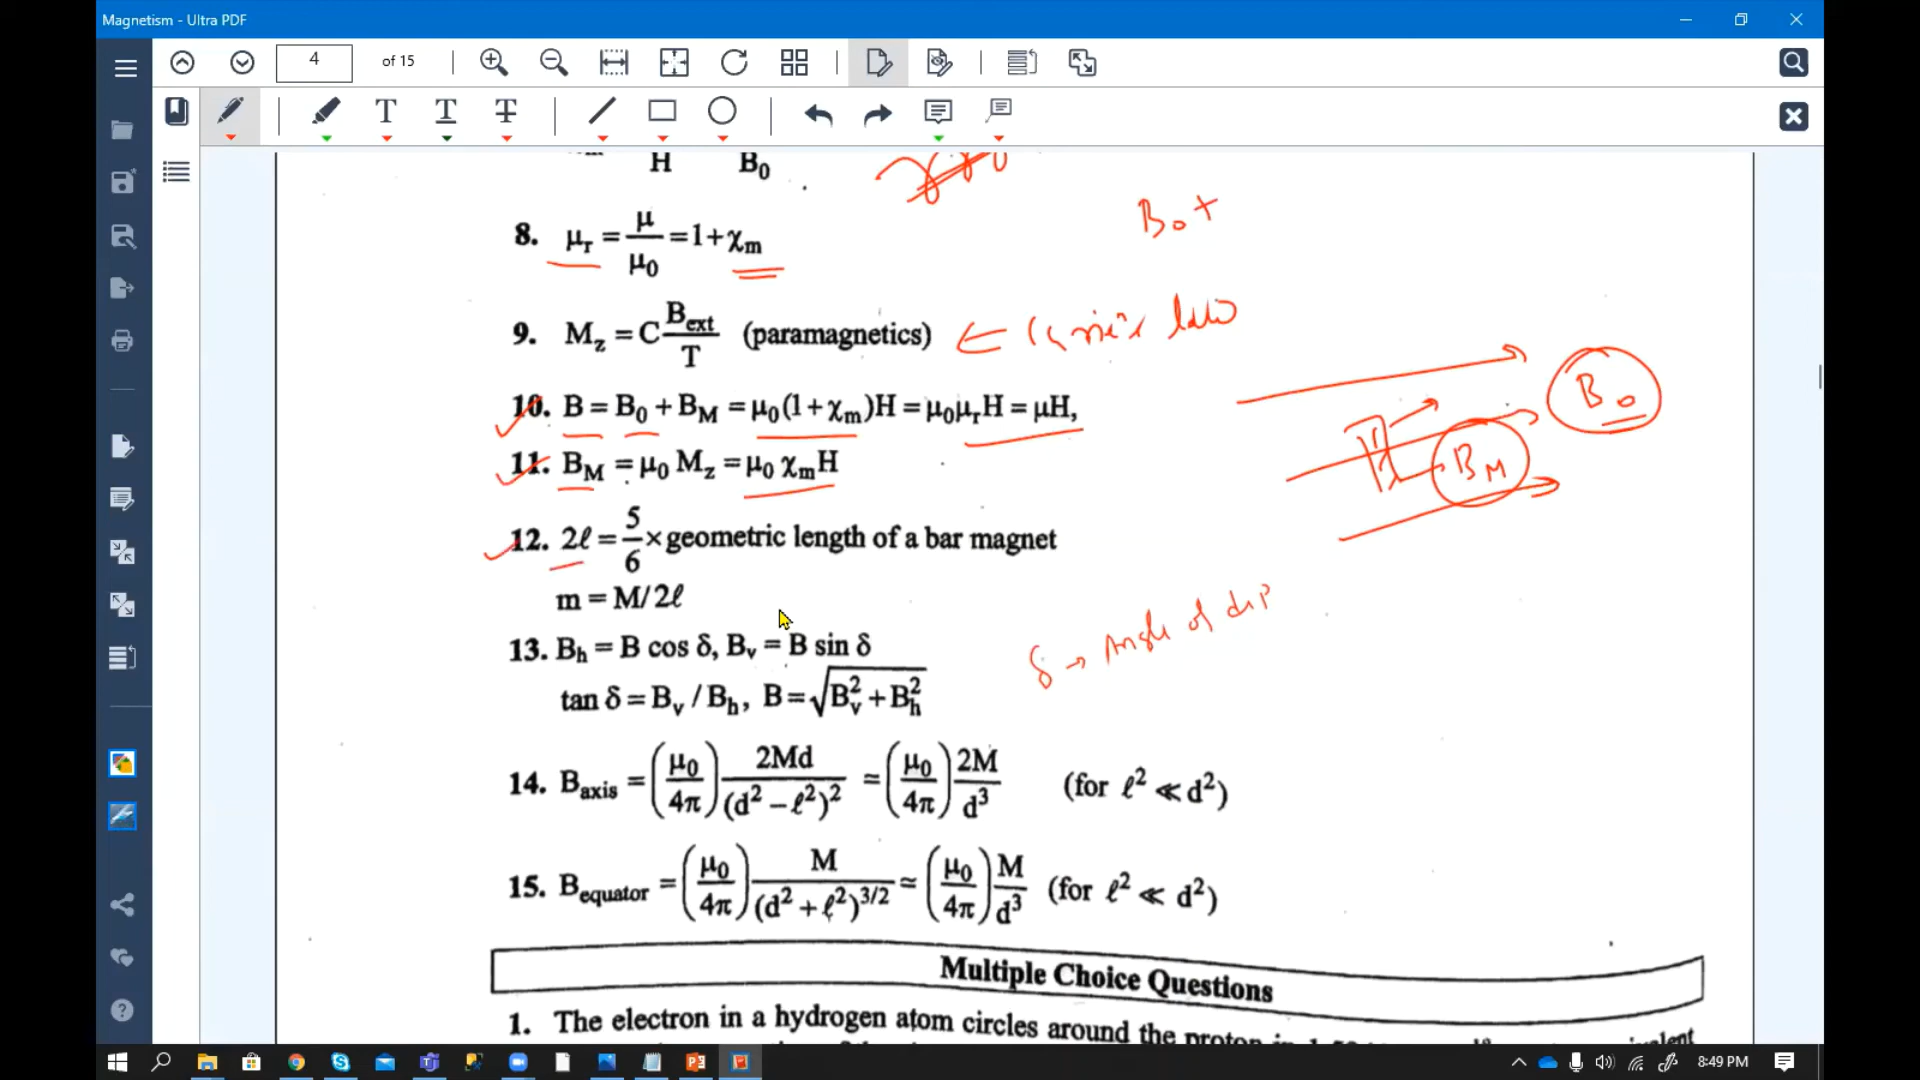 Magnetism - Ultra PDF
4 of 15
H B₀
B₀ +
8. μr = μ/μ₀ = 1+χm
9. Mz = C Bext/T (paramagnetics) ← Curie's law
10. B = B₀ + BM = μ₀(1+χm)H = μ₀μrH = μH,
B₀
11. BM = μ₀ Mz = μ₀ χmH
BM
12. 2ℓ = 5/6 × geometric length of a bar magnet
m = M/2ℓ
δ → Angle of dip
13. Bh = B cos δ, Bv = B sin δ
tan δ = Bv / Bh, B = √(Bv² + Bh²)
14. Baxis = (μ₀/4π) 2Md/(d² – ℓ²)² ≃ (μ₀/4π) 2M/d³ (for ℓ² ≪ d²)
15. Bequator = (μ₀/4π) M/(d² + ℓ²)^3/2 ≃ (μ₀/4π) M/d³ (for ℓ² ≪ d²)
Multiple Choice Questions
1. The electron in a hydrogen atom circles around the proton in
8:49 PM